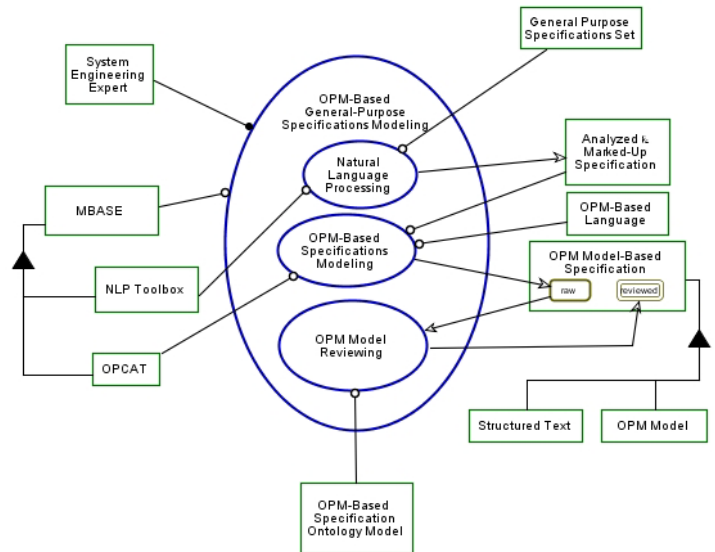 General Purpose
Specifications Set
System
Engineering
Expert
OPM-Based
General-Purpose
Specifications Modeling
Analyzed &
Marked-Up
Specification
Natural
Language
Processing
MBASE
OPM-Based
Language
OPM-Based
Specifications
Modeling
OPM Model-Based
Specification
NLP Toolbox
raw
reviewed
OPM Model
Reviewing
OPCAT
Structured Text
OPM Model
OPM-Based
Specification
Ontology Model